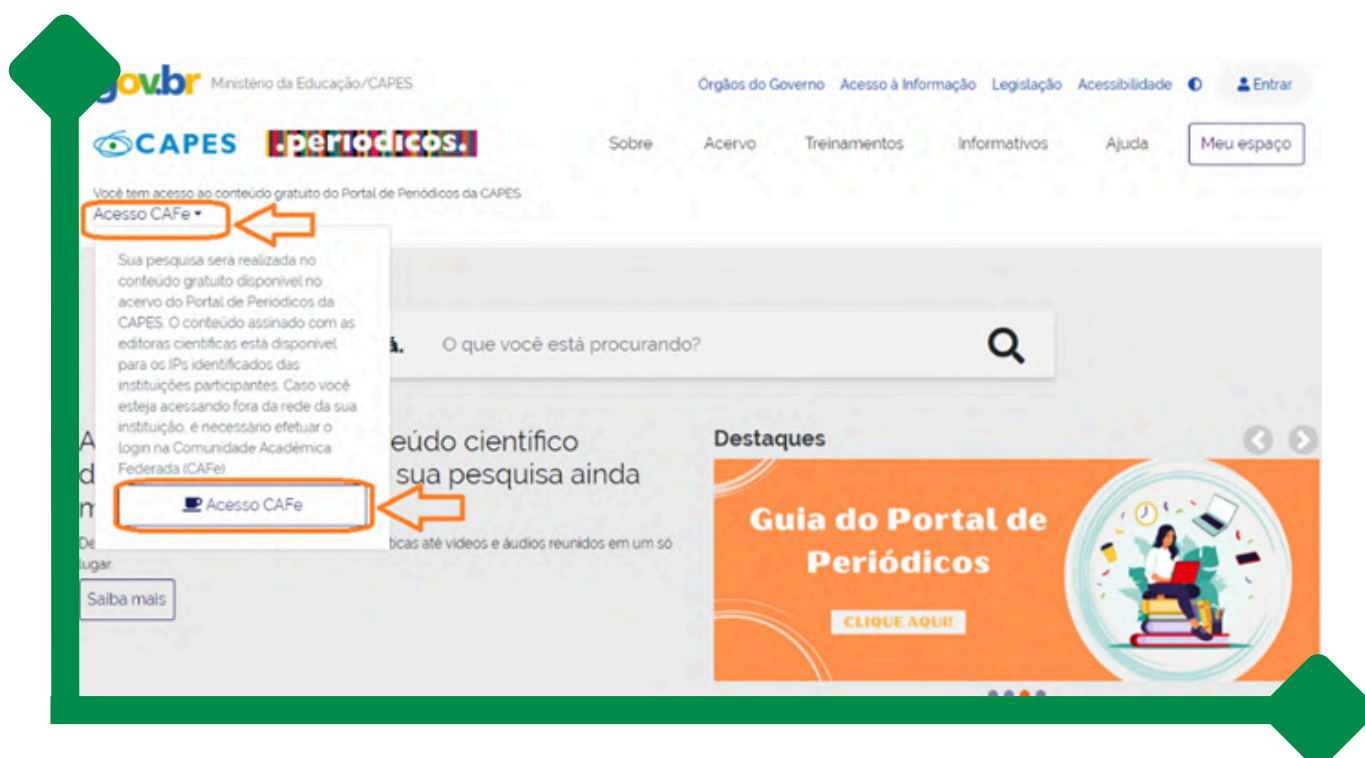 gov.br Ministério da Educação/CAPES
Órgãos do Governo Acesso à Informação Legislação Acessibilidade Entrar
CAPES .periódicos. Sobre Acervo Treinamentos Informativos Ajuda Meu espaço
Você tem acesso ao conteúdo gratuito do Portal de Periódicos da CAPES
Acesso CAFe
Sua pesquisa será realizada no
conteúdo gratuito disponível no
acervo do Portal de Periódicos da
CAPES. O conteúdo assinado com as
editoras científicas está disponível
para os IPs identificados das
instituições participantes. Caso você
esteja acessando fora da rede da sua
instituição, é necessário efetuar o
login na Comunidade Acadêmica
Federada (CAFe)
Acesso CAFe
O que você está procurando?
eúdo científico
sua pesquisa ainda
ticas até vídeos e áudios reunidos em um só
lugar.
Saiba mais
Destaques
Guia do Portal de
Periódicos
CLIQUE AQUI!